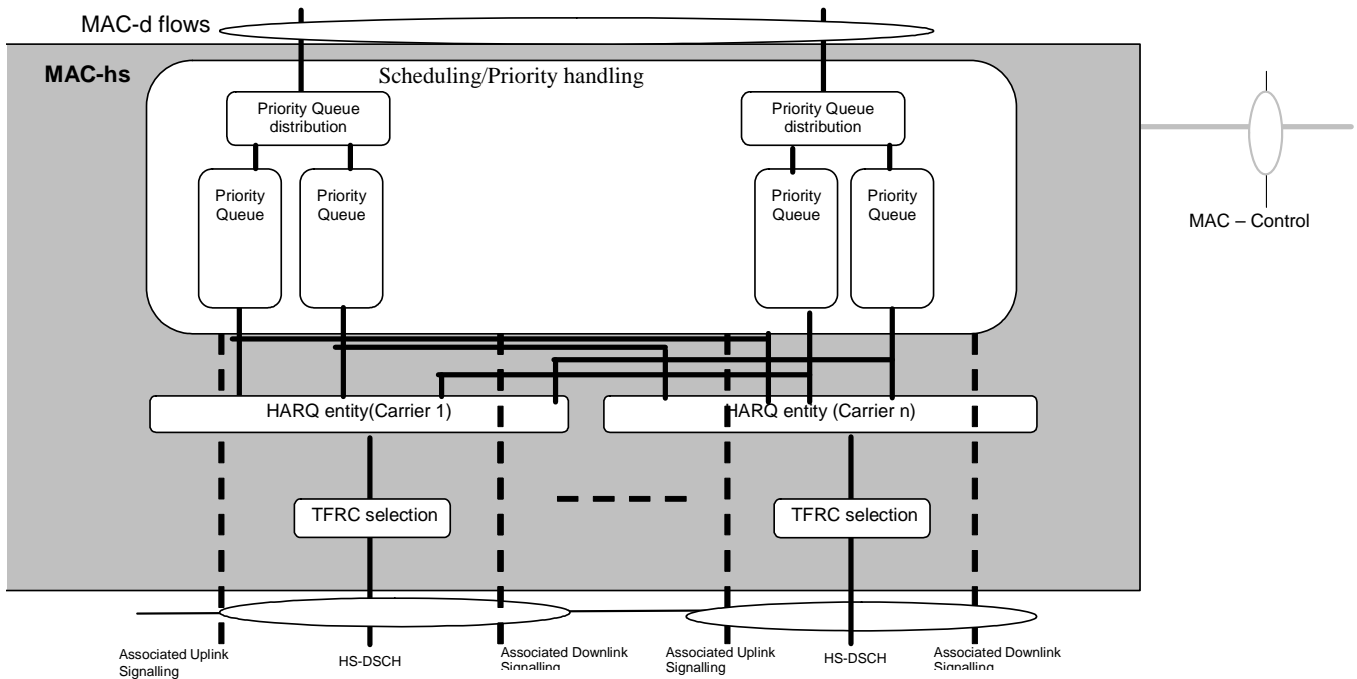 MAC-d flows
MAC-hs
Scheduling/Priority handling
Priority Queue
distribution
Priority Queue
distribution
Priority
Queue
Priority
Queue
Priority
Queue
Priority
Queue
MAC – Control
HARQ entity(Carrier 1)
HARQ entity (Carrier n)
TFRC selection
TFRC selection
Associated Uplink
Signalling
HS-DSCH
Associated Downlink
Signalling
Associated Uplink
Signalling
HS-DSCH
Associated Downlink
Signalling